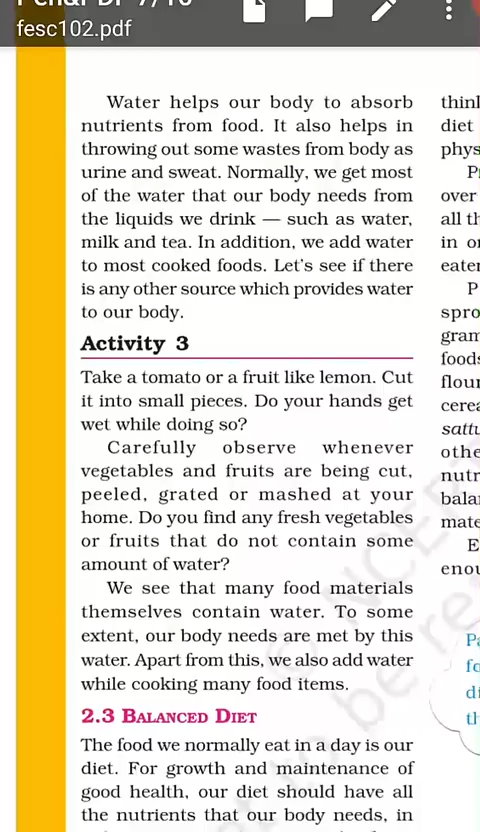 fesc102.pdf
Water helps our body to absorb
nutrients from food. It also helps in
throwing out some wastes from body as
urine and sweat. Normally, we get most
of the water that our body needs from
the liquids we drink — such as water,
milk and tea. In addition, we add water
to most cooked foods. Let's see if there
is any other source which provides water
to our body.
Activity 3
Take a tomato or a fruit like lemon. Cut
it into small pieces. Do your hands get
wet while doing so?
Carefully observe whenever
vegetables and fruits are being cut,
peeled, grated or mashed at your
home. Do you find any fresh vegetables
or fruits that do not contain some
amount of water?
We see that many food materials
themselves contain water. To some
extent, our body needs are met by this
water. Apart from this, we also add water
while cooking many food items.
2.3 BALANCED DIET
The food we normally eat in a day is our
diet. For growth and maintenance of
good health, our diet should have all
the nutrients that our body needs, in
diet
over
in
sattu